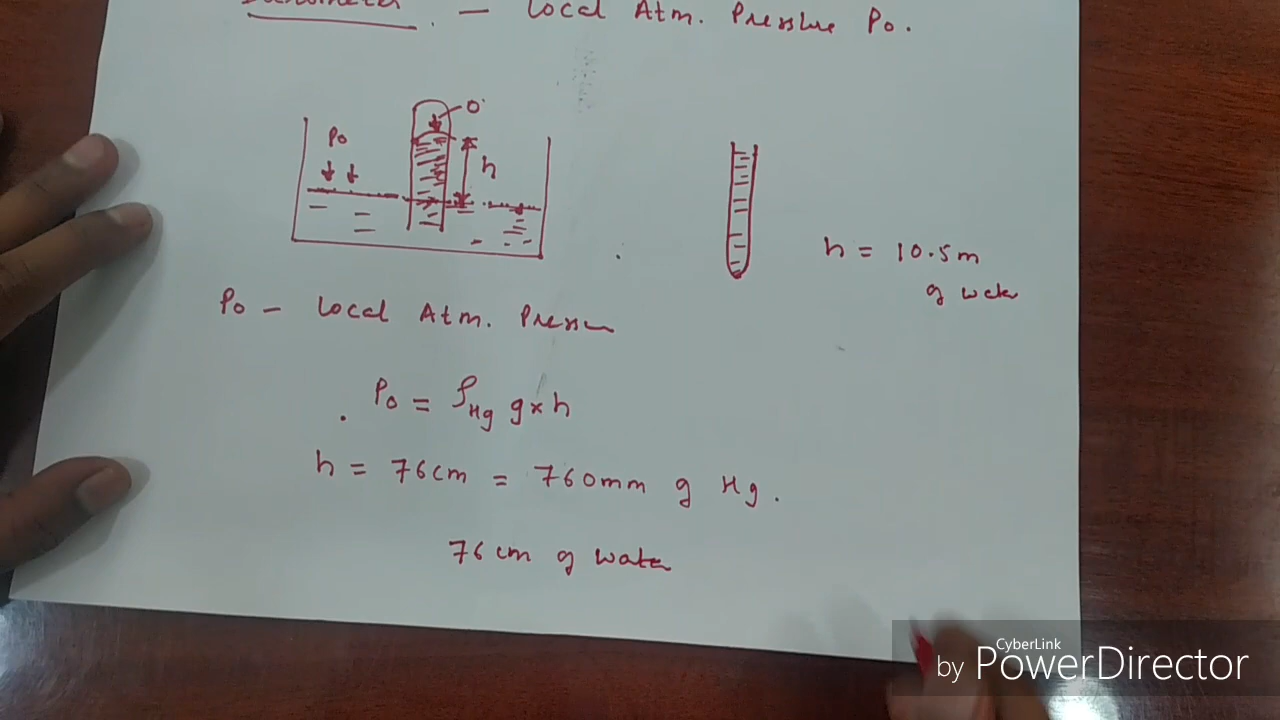 — Local Atm. Pressure Po.
O
Po
h
h = 10.5m
of water
Po — Local Atm. Pressure
Po = ρHg g×h
h = 76cm = 760mm of Hg.
76 cm of water
CyberLink
by PowerDirector